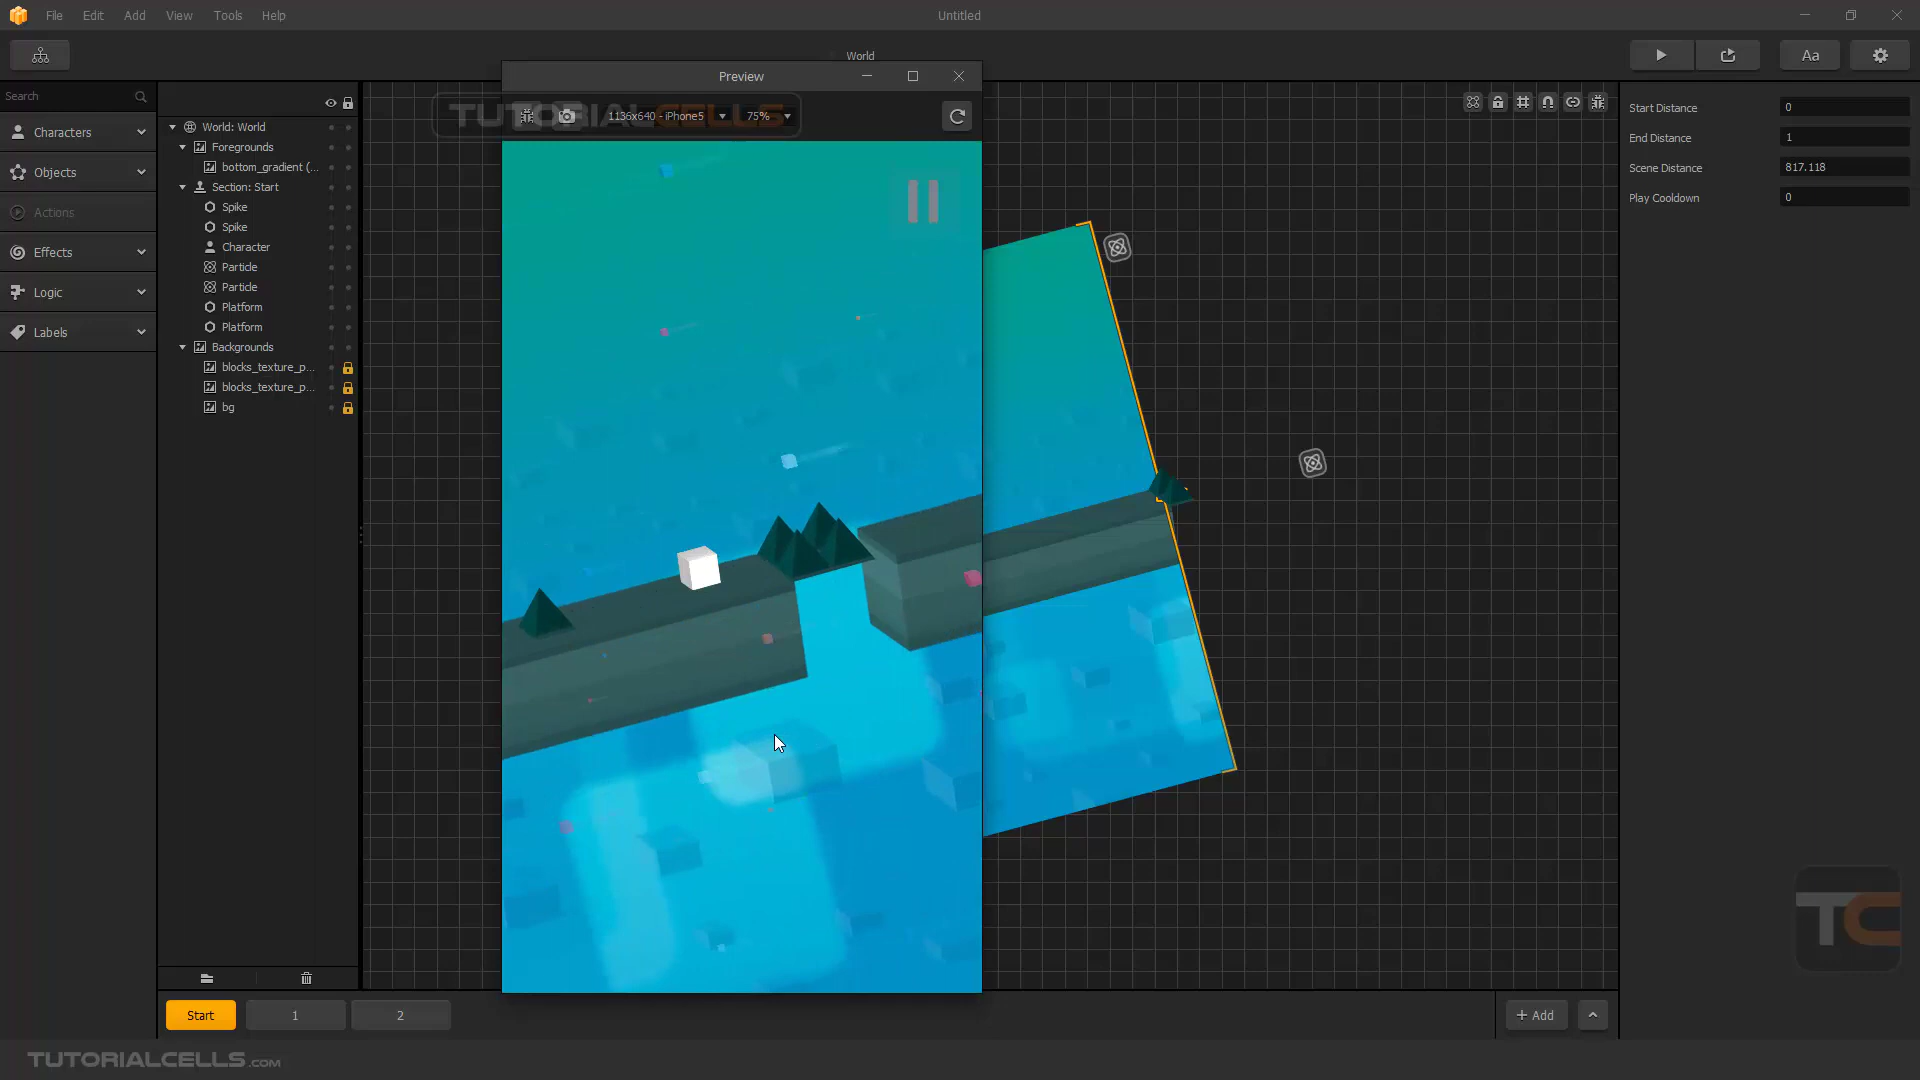 File Edit Add View Tools Help
Untitled
World
Aa
Preview
TUTORIALCELLS
1136x640 - iPhone5
75%
Search
Characters
Objects
Actions
Effects
Logic
Labels
World: World
Foregrounds
bottom_gradient (...
Section: Start
Spike
Spike
Character
Particle
Particle
Platform
Platform
Backgrounds
blocks_texture_p...
blocks_texture_p...
bg
Start Distance 0
End Distance 1
Scene Distance 817.118
Play Cooldown 0
TC
Start 1 2
+ Add
TUTORIALCELLS.COM